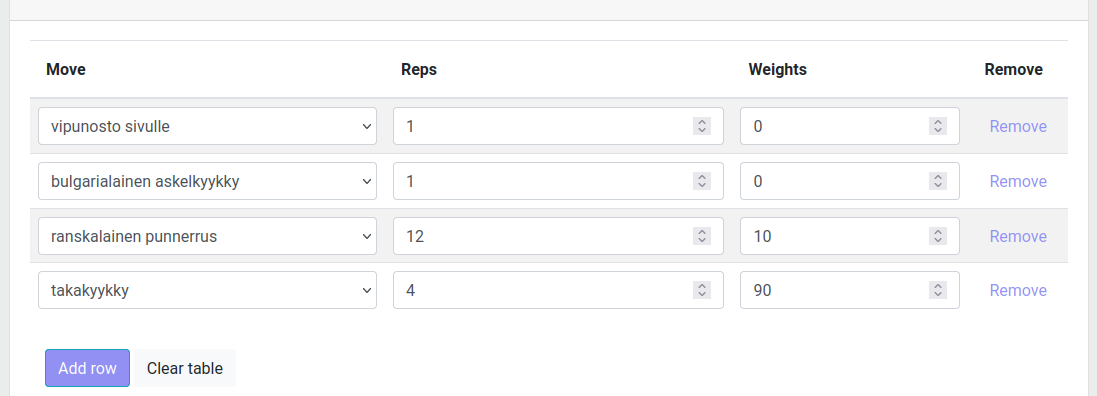 Move Reps Weights Remove
vipunosto sivulle 1 0 Remove
bulgarialainen askelkyykky 1 0 Remove
ranskalainen punnerrus 12 10 Remove
takakyykky 4 90 Remove
Add row Clear table